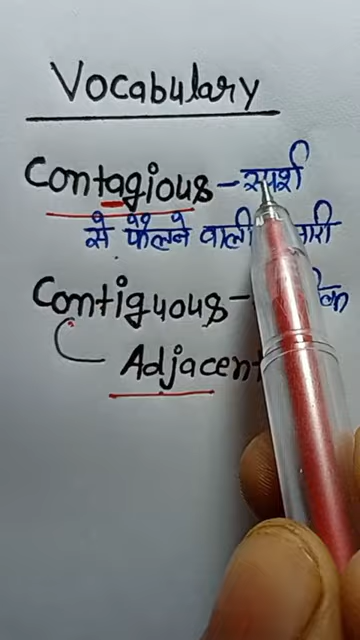 Vocabulary
Contagious - स्पर्श
से फैलने वाली
Contiguous -
Adjacent